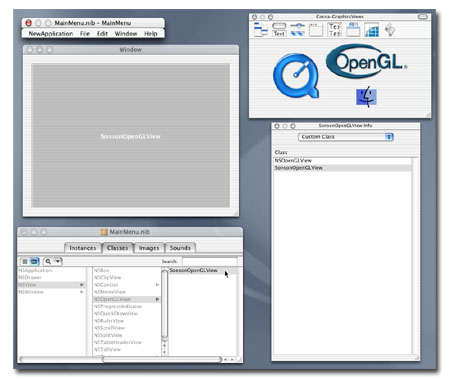 MainMenu.nib - MainMenu
NewApplication File Edit Window Help
Window
SonsonOpenGLView
Cocoa-GraphicsViews
Text
OpenGL
SonsonOpenGLView Info
Custom Class
Class
NSOpenGLView
SonsonOpenGLView
MainMenu.nib
Instances Classes Images Sounds
Search:
NSApplication
NSDrawer
NSView
NSWindow
NSBox
NSClipView
NSControl
NSMovieView
NSOpenGLView
NSProgressIndicator
NSQuickDrawView
NSRulerView
NSScrollView
NSSplitView
NSTableHeaderView
NSTextView
SonsonOpenGLView